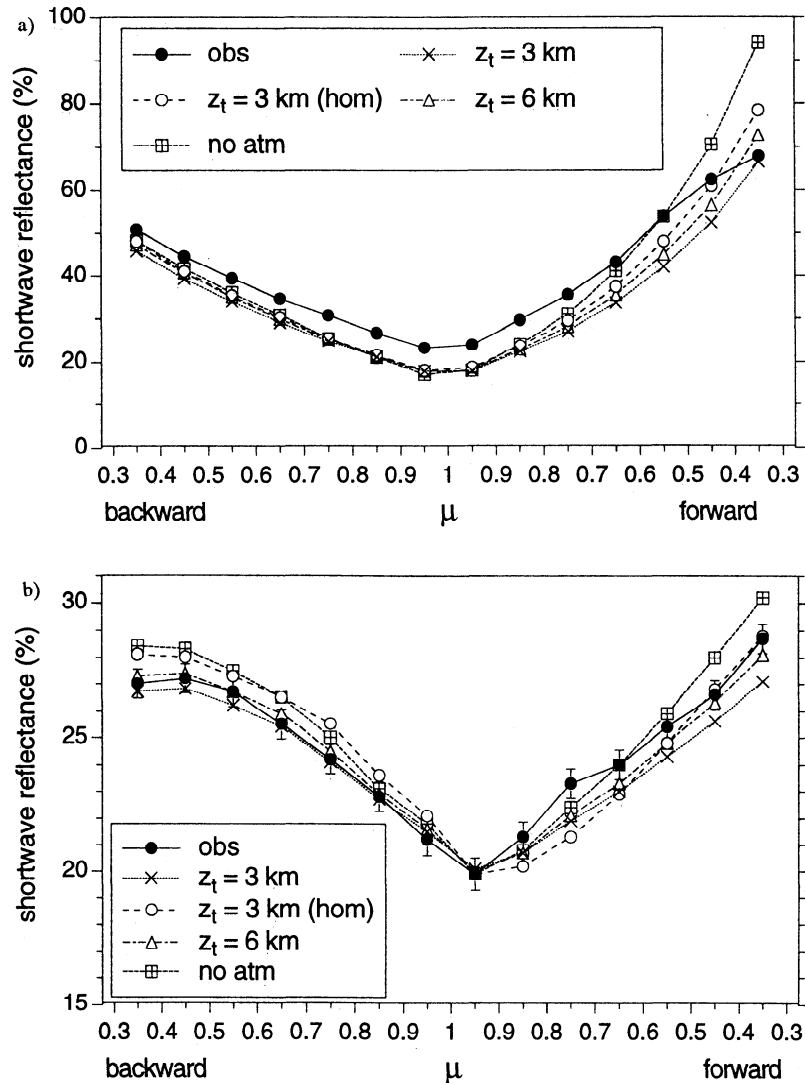 a)
100
80
60
40
20
0
shortwave reflectance (%)
obs
z_t = 3 km
z_t = 3 km (hom)
z_t = 6 km
no atm
0.3 0.4 0.5 0.6 0.7 0.8 0.9 1 0.9 0.8 0.7 0.6 0.5 0.4 0.3
backward μ forward
b)
30
25
20
15
shortwave reflectance (%)
obs
z_t = 3 km
z_t = 3 km (hom)
z_t = 6 km
no atm
0.3 0.4 0.5 0.6 0.7 0.8 0.9 1 0.9 0.8 0.7 0.6 0.5 0.4 0.3
backward μ forward